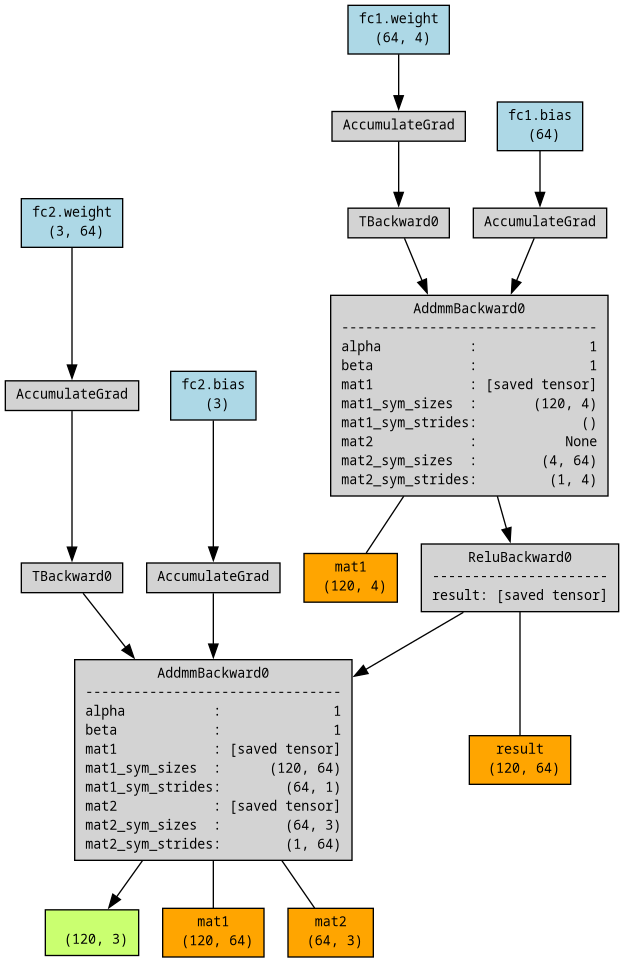 fc1.weight
(64, 4)
AccumulateGrad
fc1.bias
(64)
fc2.weight
(3, 64)
TBackward0
AccumulateGrad
AddmmBackward0
--------------------------------
alpha           :              1
beta            :              1
mat1            : [saved tensor]
mat1_sym_sizes  :       (120, 4)
mat1_sym_strides:             ()
mat2            :           None
mat2_sym_sizes  :        (4, 64)
mat2_sym_strides:         (1, 4)
AccumulateGrad
fc2.bias
(3)
mat1
(120, 4)
ReluBackward0
----------------------
result: [saved tensor]
TBackward0
AccumulateGrad
AddmmBackward0
--------------------------------
alpha           :              1
beta            :              1
mat1            : [saved tensor]
mat1_sym_sizes  :      (120, 64)
mat1_sym_strides:        (64, 1)
mat2            : [saved tensor]
mat2_sym_sizes  :        (64, 3)
mat2_sym_strides:        (1, 64)
result
(120, 64)
(120, 3)
mat1
(120, 64)
mat2
(64, 3)